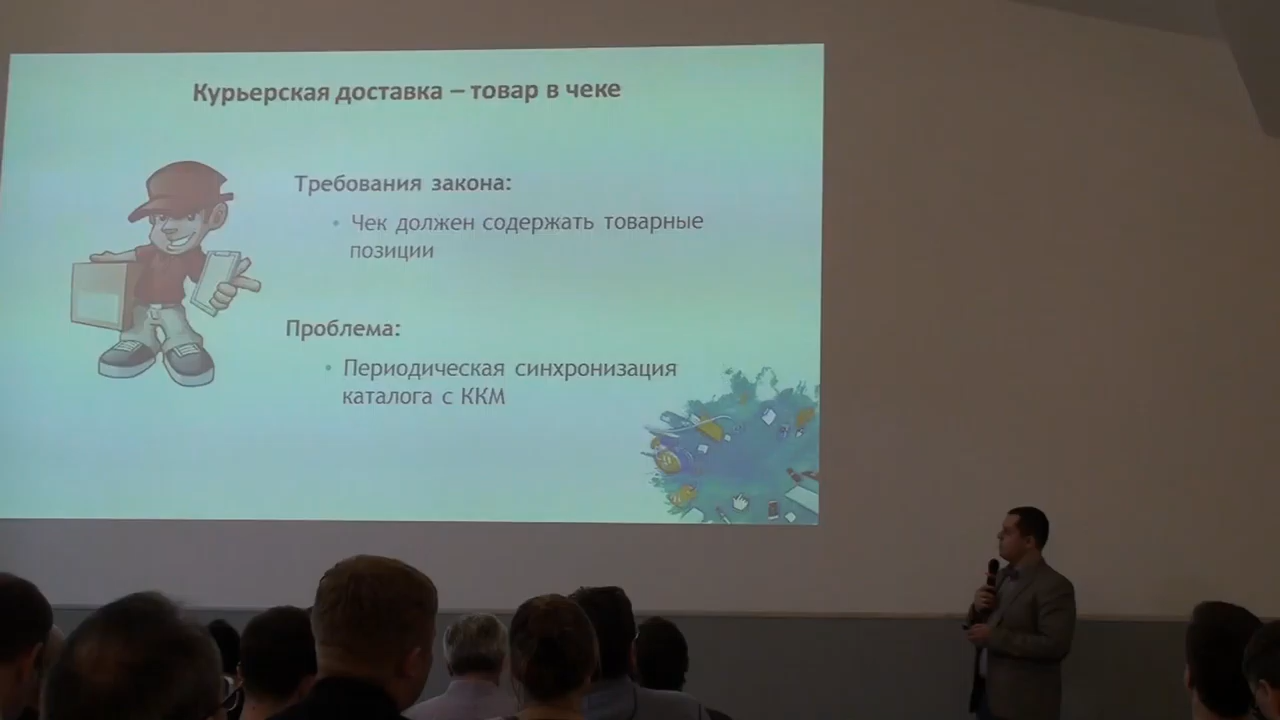 Курьерская доставка – товар в чеке
Требования закона:
• Чек должен содержать товарные
позиции
Проблема:
• Периодическая синхронизация
каталога с ККМ